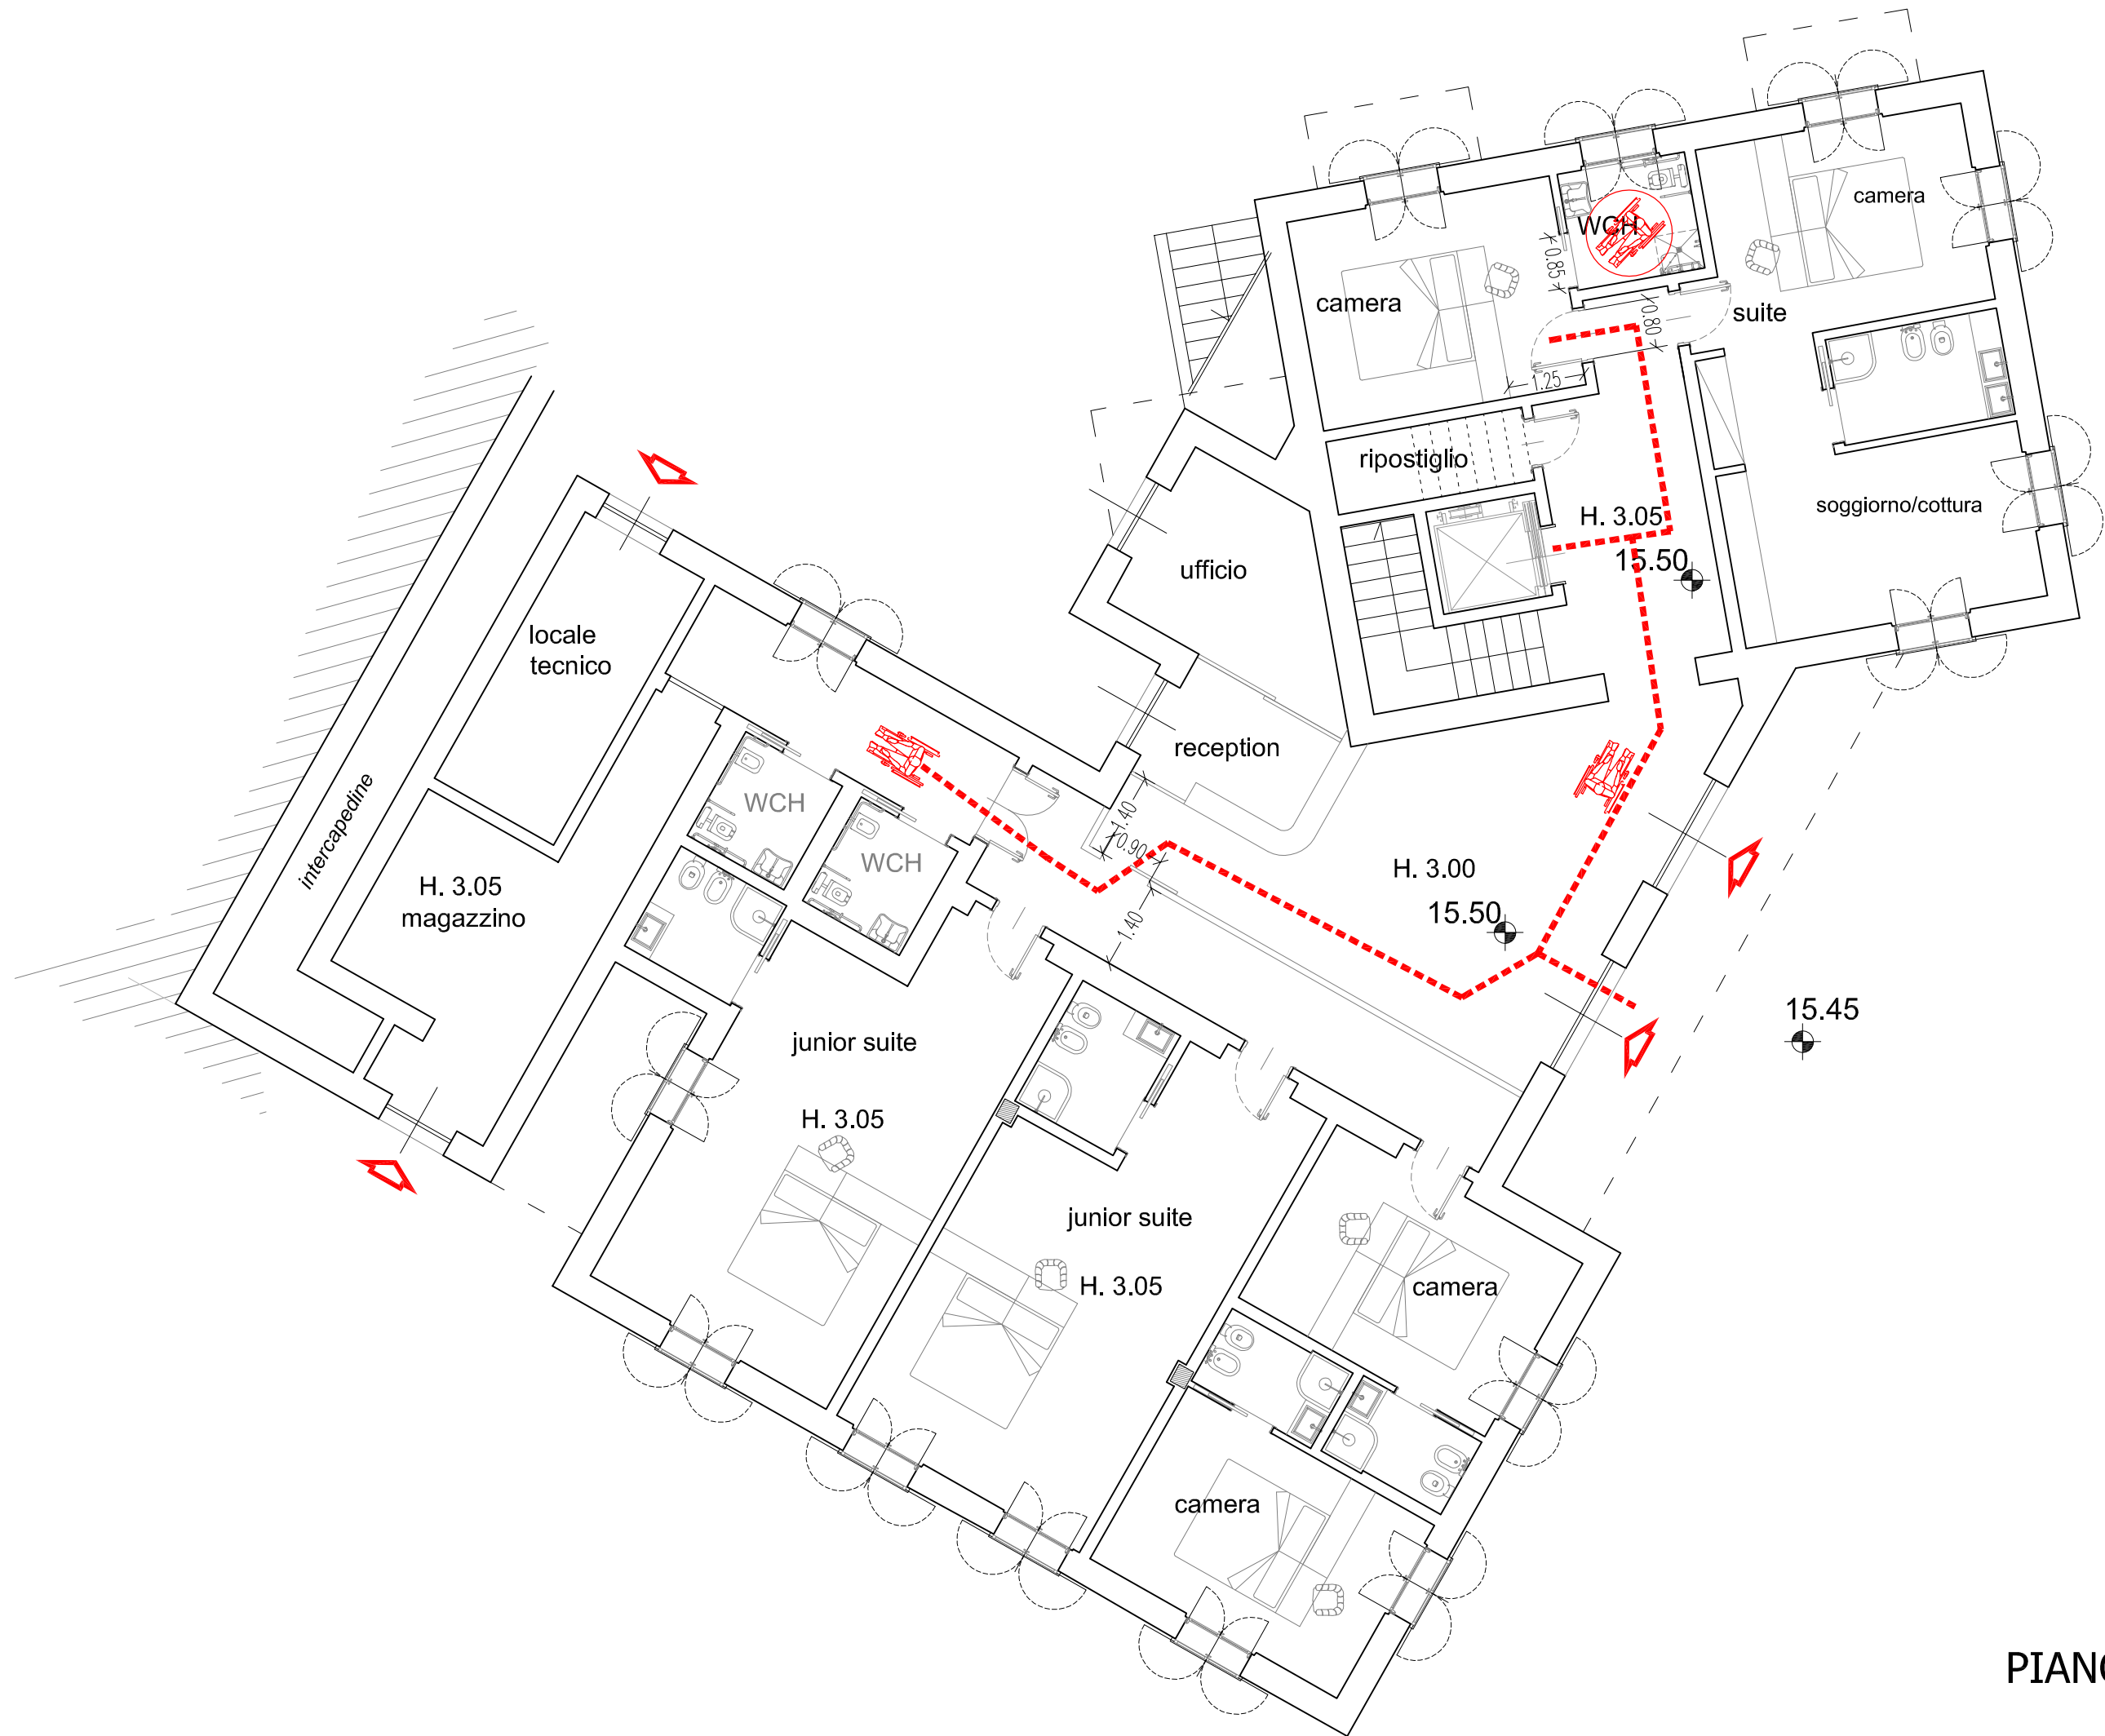 camera
WCH
0.85
camera
suite
0.80
1.25
ripostiglio
soggiorno/cottura
H. 3.05
15.50
ufficio
locale
tecnico
reception
WCH
1.40
0.90
WCH
intercapedine
H. 3.05
magazzino
H. 3.00
15.50
1.40
15.45
junior suite
H. 3.05
junior suite
H. 3.05
camera
camera
PIANO